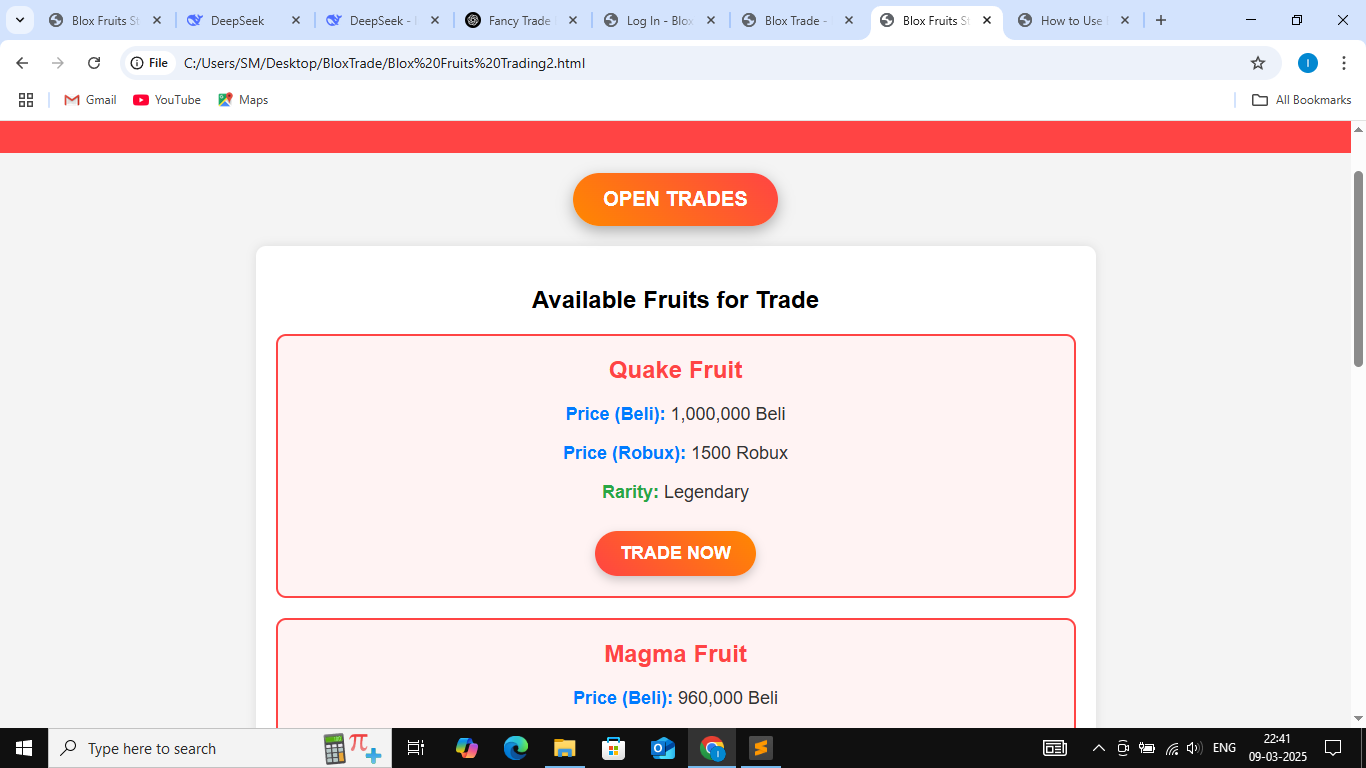 Blox Fruits St
DeepSeek
DeepSeek -
Fancy Trade
Log In - Blox
Blox Trade -
Blox Fruits St
How to Use
File
C:/Users/SM/Desktop/BloxTrade/Blox%20Fruits%20Trading2.html
I
Gmail
YouTube
Maps
All Bookmarks
OPEN TRADES
Available Fruits for Trade
Quake Fruit
Price (Beli): 1,000,000 Beli
Price (Robux): 1500 Robux
Rarity: Legendary
TRADE NOW
Magma Fruit
Price (Beli): 960,000 Beli
Type here to search
ENG
22:41
09-03-2025